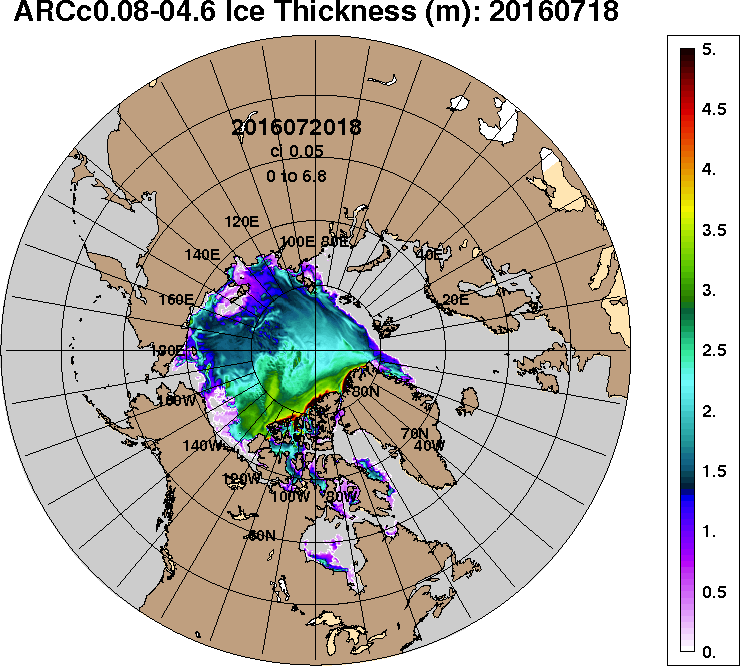 ARCc0.08-04.6 Ice Thickness (m): 20160718
2016072018
ci 0.05
0 to 6.8
120E
100E 80E
140E
40E
160E
20E
180E
160W
80N
140W
70N
40W
120W
100W 80W
60N
5.
4.5
4.
3.5
3.
2.5
2.
1.5
1.
0.5
0.